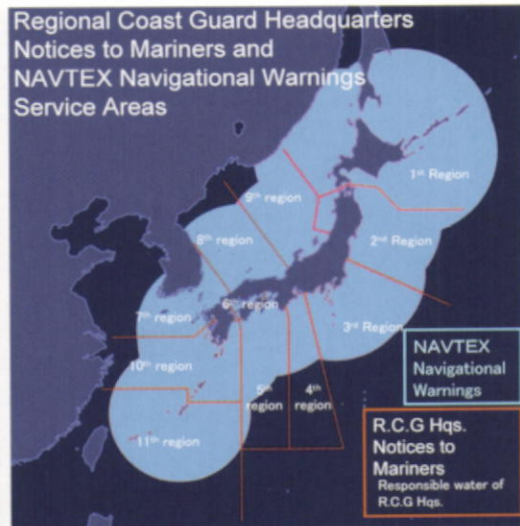 Regional Coast Guard Headquarters
Notices to Mariners and
NAVTEX Navigational Warnings
Service Areas
1st Region
9th region
2nd Region
8th region
6th region
7th region
3rd Region
10th region
5th
region
4th
region
11th region
NAVTEX
Navigational
Warnings
R.C.G Hqs.
Notices to
Mariners
Responsible water of
R.C.G Hqs.